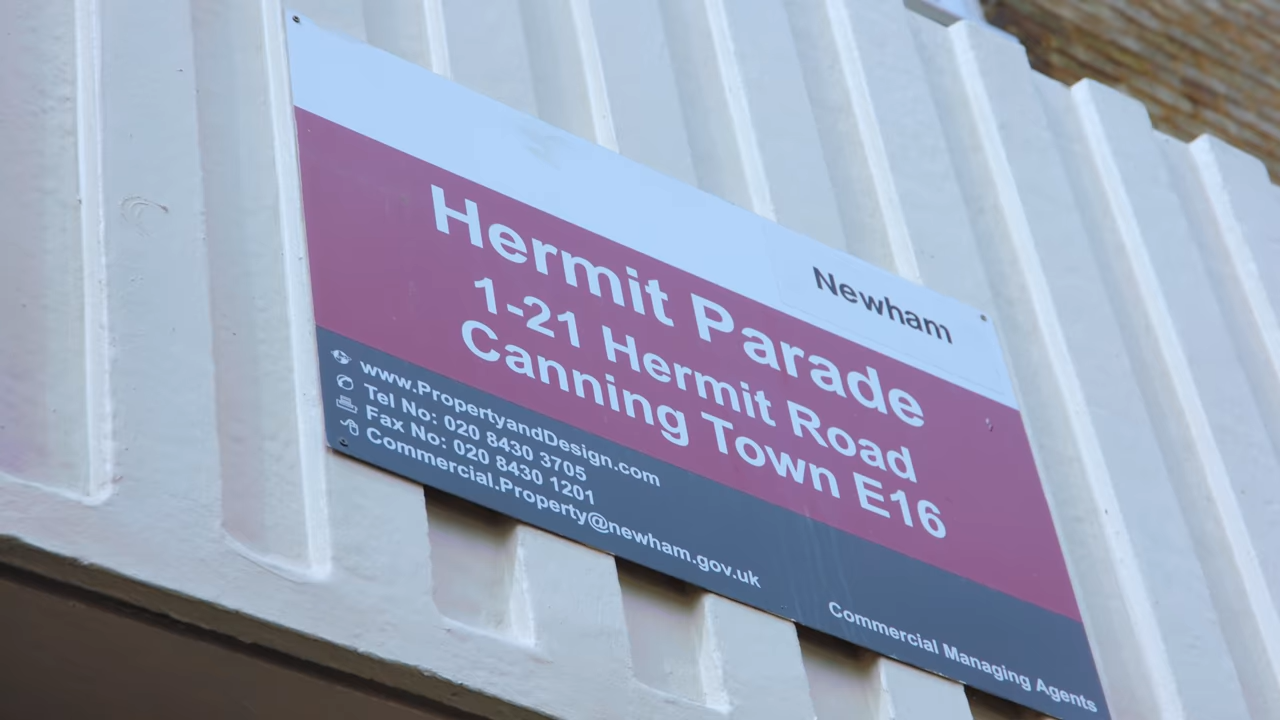 Newham
Hermit Parade
1-21 Hermit Road
Canning Town E16
www.PropertyandDesign.com
Tel No: 020 8430 3705
Fax No: 020 8430 1201
Commercial.Property@newham.gov.uk
Commercial Managing Agents